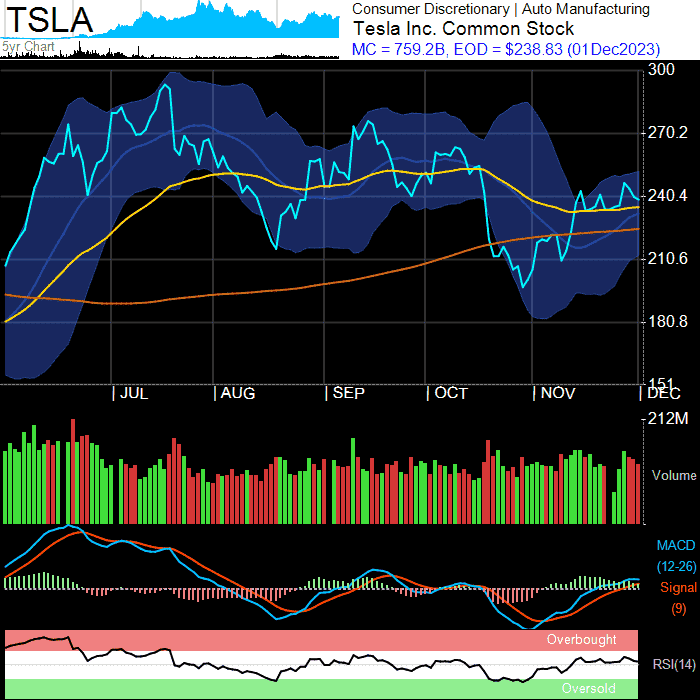 TSLA
5yr Chart
Consumer Discretionary | Auto Manufacturing
Tesla Inc. Common Stock
MC = 759.2B, EOD = $238.83 (01Dec2023)
300
270.2
240.4
210.6
180.8
151
| JUL | AUG | SEP | OCT | NOV | DEC
212M
Volume
MACD
(12-26)
Signal
(9)
Overbought
RSI(14)
Oversold